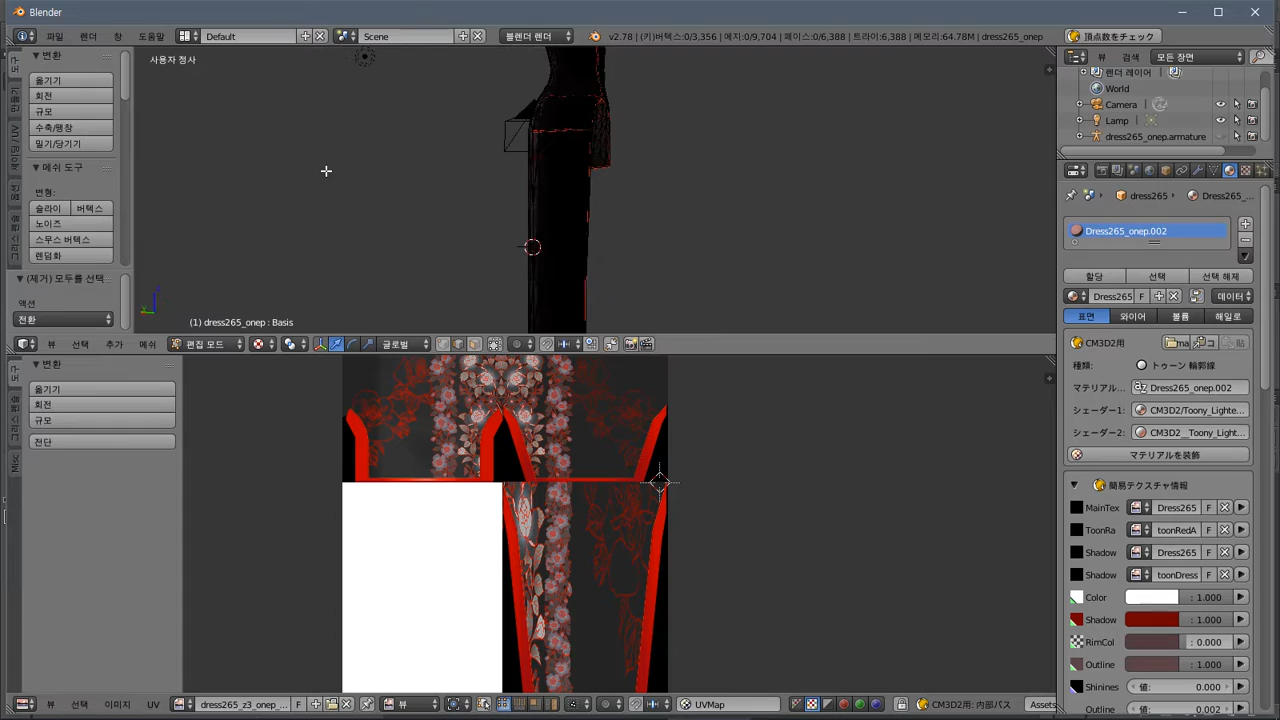 Blender
파일 렌더 창 도움말 Default Scene 블렌더 렌더 v2.78 | (키)버텍스:0/3,356 | 에지:0/9,704 | 페이스:0/6,388 | 트라이:6,388 | 메모리:64.78M | dress265_onep 頂点数をチェック
변환
옮기기
회전
규모
수축/팽창
밀기/당기기
메쉬 도구
변형:
슬라이 버텍스
노이즈
스무스 버텍스
랜덤화
(제거) 모두를 선택...
액션
전환
사용자 정사
(1) dress265_onep : Basis
뷰 선택 추가 메쉬 편집 모드 글로벌
변환
옮기기
회전
규모
전단
Misc
뷰 선택 이미지 UV dress265_z3_onep_... F 뷰 UVMap CM3D2用: 内部パス Assets
뷰 검색 모든 장면
렌더 레이어
World
Camera
Lamp
dress265_onep.armature
dress265 Dress265_...
Dress265_onep.002
할당 선택 선택 해제
Dress265 F 데이터
표면 와이어 볼륨 해일로
CM3D2用 ma コ 貼
種類: トゥーン 輪郭線
マテリアル... Dress265_onep.002
シェーダー1: CM3D2/Toony_Lighte...
シェーダー2: CM3D2__Toony_Light...
マテリアルを装飾
簡易テクスチャ情報
MainTex Dress265 F
ToonRa toonRedA F
Shadow Dress265 F
Shadow toonDress F
Color : 1.000
Shadow : 1.000
RimCol : 0.000
Outline : 1.000
Shinines 値: 0.000
Outline 値: 0.002